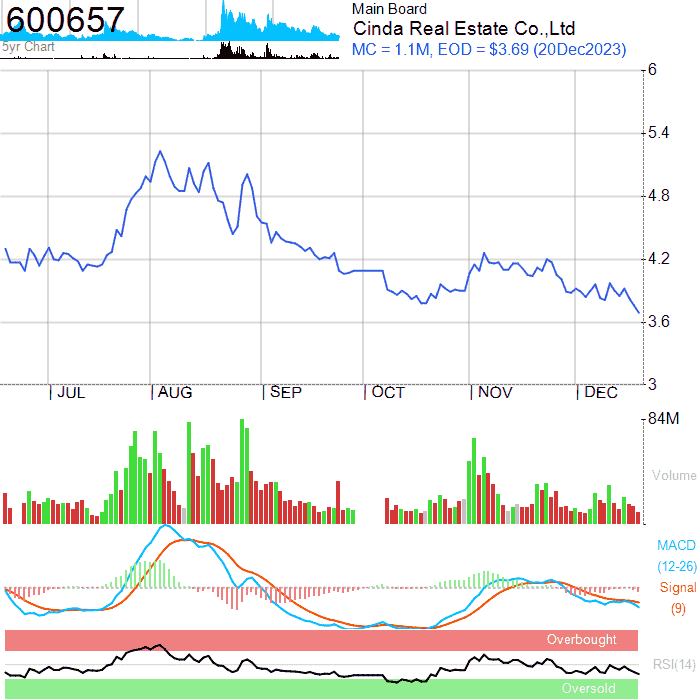 600657
5yr Chart
Main Board
Cinda Real Estate Co.,Ltd
MC = 1.1M, EOD = $3.69 (20Dec2023)
6
5.4
4.8
4.2
3.6
3
JUL AUG SEP OCT NOV DEC
84M
Volume
MACD
(12-26)
Signal
(9)
Overbought
RSI(14)
Oversold